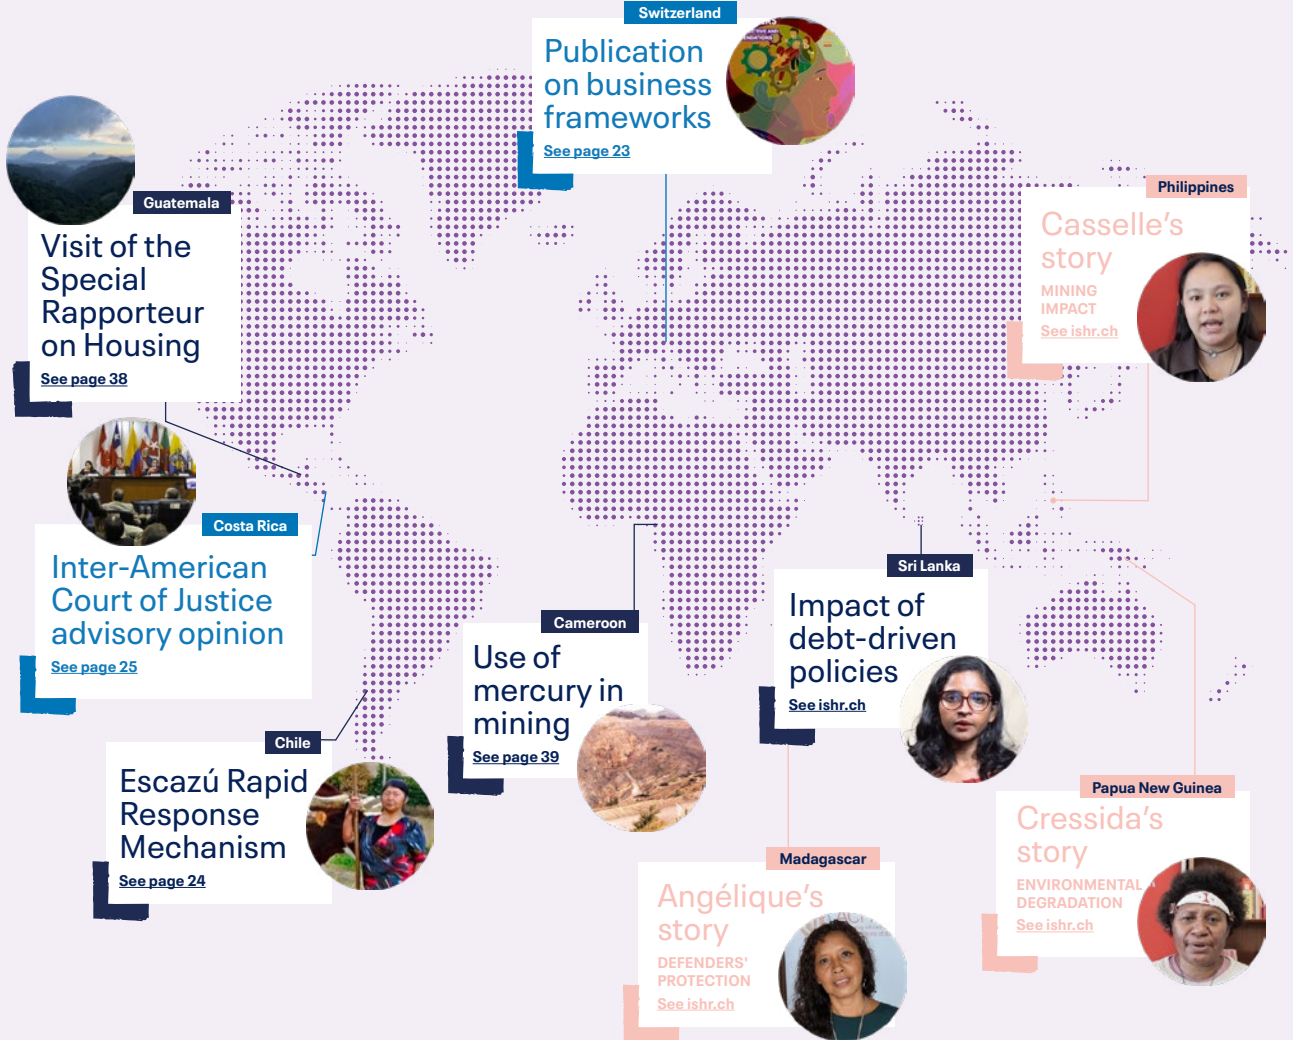 Switzerland
Publication
on business
frameworks
See page 23
Guatemala
Visit of the
Special
Rapporteur
on Housing
See page 38
Philippines
Casselle's
story
MINING
IMPACT
See ishr.ch
Costa Rica
Inter-American
Court of Justice
advisory opinion
See page 25
Cameroon
Use of
mercury in
mining
See page 39
Sri Lanka
Impact of
debt-driven
policies
See ishr.ch
Chile
Escazú Rapid
Response
Mechanism
See page 24
Madagascar
Angélique's
story
DEFENDERS'
PROTECTION
See ishr.ch
Papua New Guinea
Cressida's
story
ENVIRONMENTAL
DEGRADATION
See ishr.ch